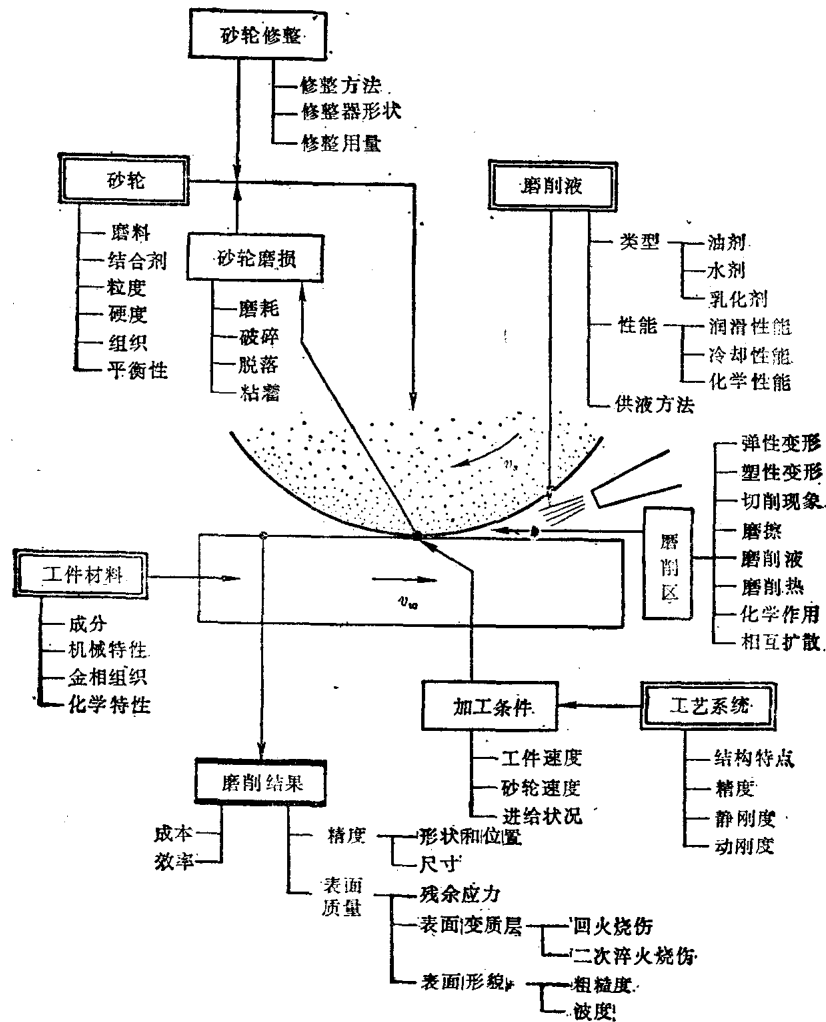 砂轮修整
修整方法
修整器形状
修整用量
砂轮
磨料
结合剂
粒度
硬度
组织
平衡性
砂轮磨损
磨耗
破碎
脱落
粘着
磨削液
类型
油剂
水剂
乳化剂
性能
润滑性能
冷却性能
化学性能
供液方法
弹性变形
塑性变形
切削现象
磨擦
磨削液
磨削热
化学作用
相互扩散
磨削区
工件材料
成分
机械特性
金相组织
化学特性
加工条件
工件速度
砂轮速度
进给状况
工艺系统
结构特点
精度
静刚度
动刚度
磨削结果
成本
效率
精度
形状和位置
尺寸
表面
质量
残余应力
表面变质层
回火烧伤
二次淬火烧伤
表面形貌
粗糙度
波度